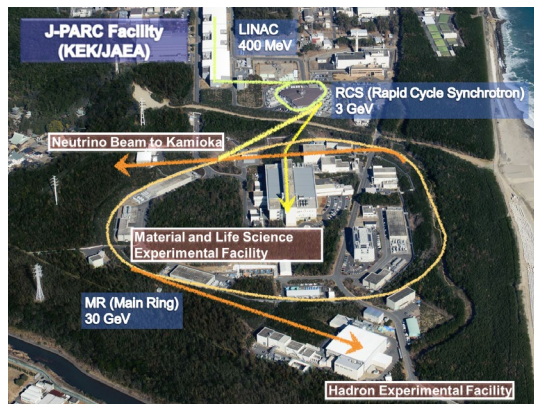 J-PARC Facility
(KEK/JAEA)
LINAC
400 MeV
RCS (Rapid Cycle Synchrotron)
3 GeV
Neutrino Beam to Kamioka
Material and Life Science
Experimental Facility
MR (Main Ring)
30 GeV
Hadron Experimental Facility